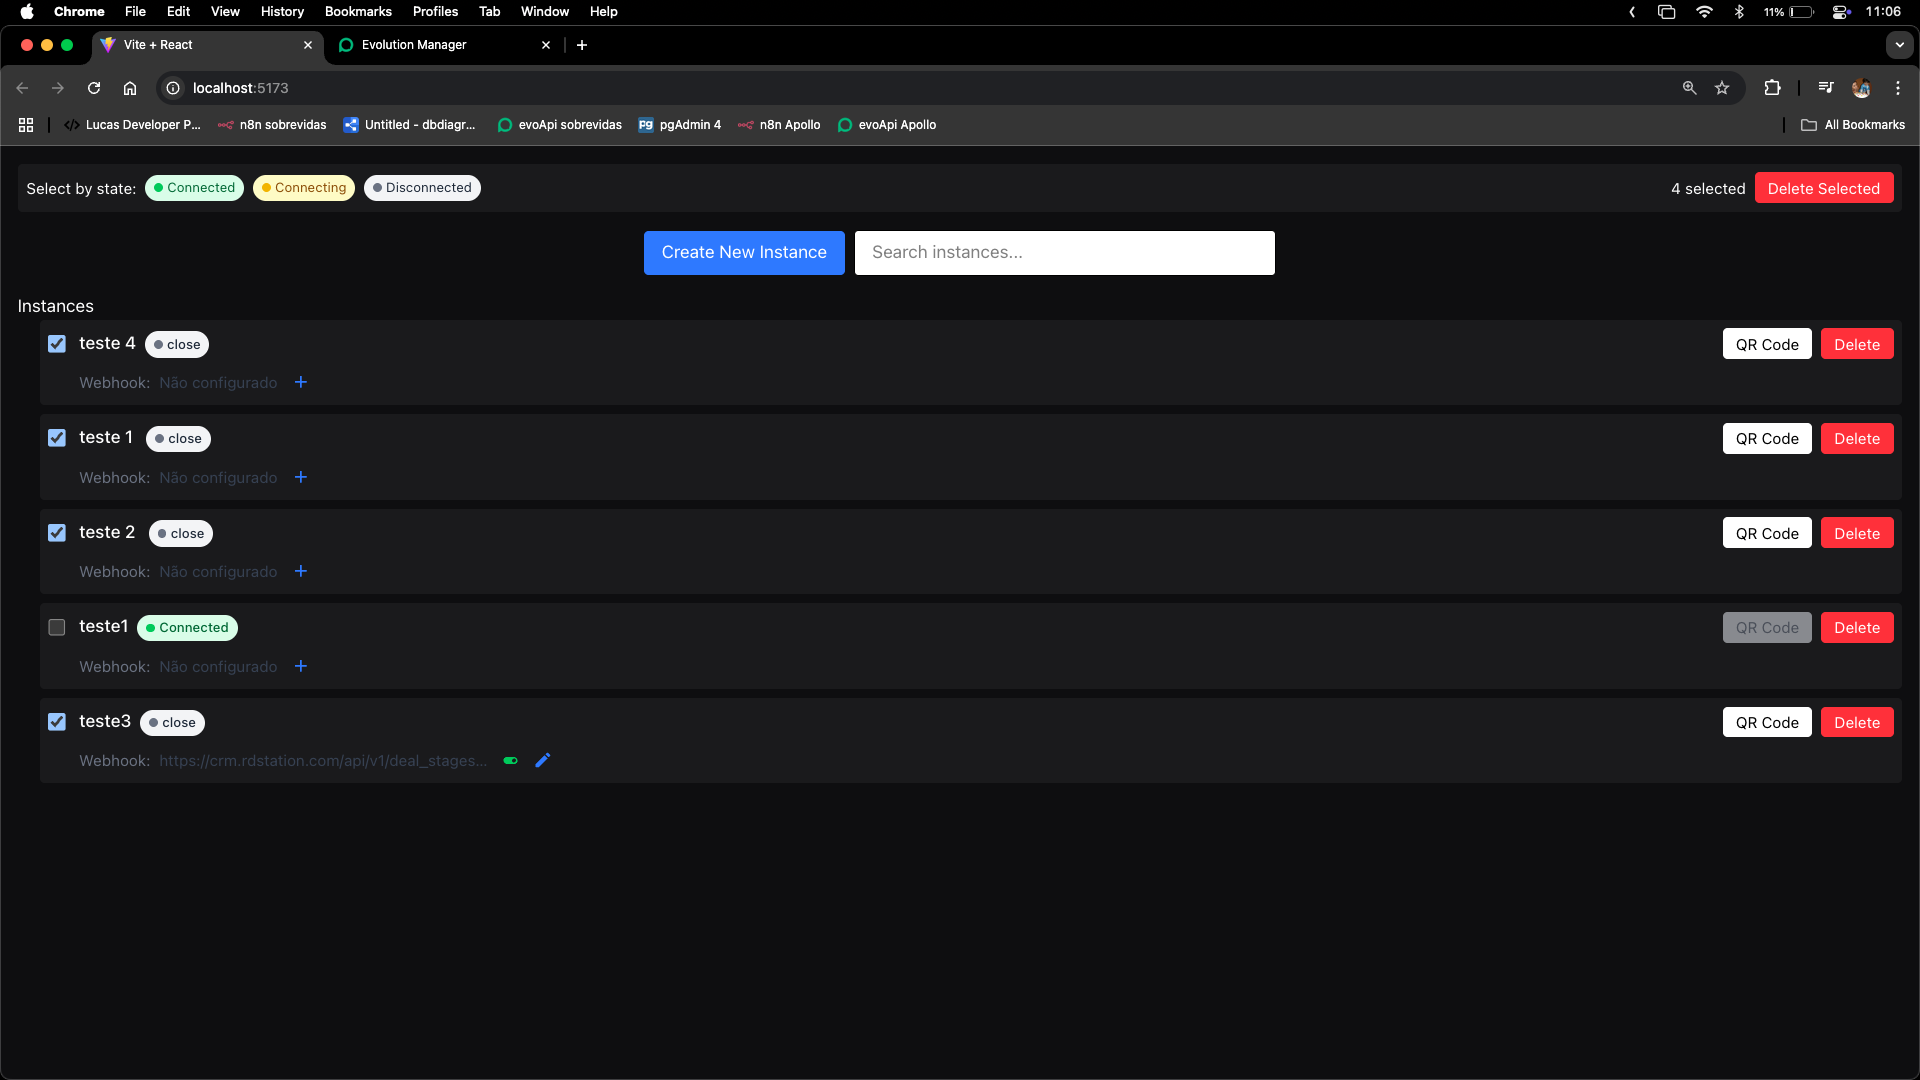 Chrome File Edit View History Bookmarks Profiles Tab Window Help 11% 11:06
Vite + React Evolution Manager
localhost:5173
Lucas Developer P... n8n sobrevidas Untitled - dbdiagr... evoApi sobrevidas pgAdmin 4 n8n Apollo evoApi Apollo All Bookmarks
Select by state: Connected Connecting Disconnected 4 selected Delete Selected
Create New Instance Search instances...
Instances
teste 4 close QR Code Delete
Webhook: Não configurado +
teste 1 close QR Code Delete
Webhook: Não configurado +
teste 2 close QR Code Delete
Webhook: Não configurado +
teste1 Connected QR Code Delete
Webhook: Não configurado +
teste3 close QR Code Delete
Webhook: https://crm.rdstation.com/api/v1/deal_stages...